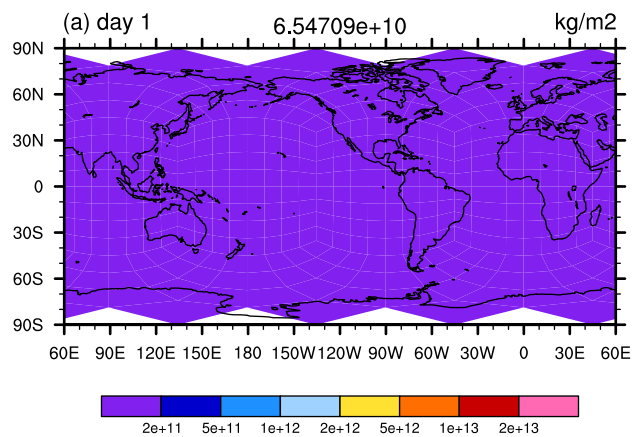 (a) day 1 6.54709e+10 kg/m2
90N
60N
30N
0
30S
60S
90S
60E 90E 120E 150E 180 150W 120W 90W 60W 30W 0 30E 60E
2e+11 5e+11 1e+12 2e+12 5e+12 1e+13 2e+13